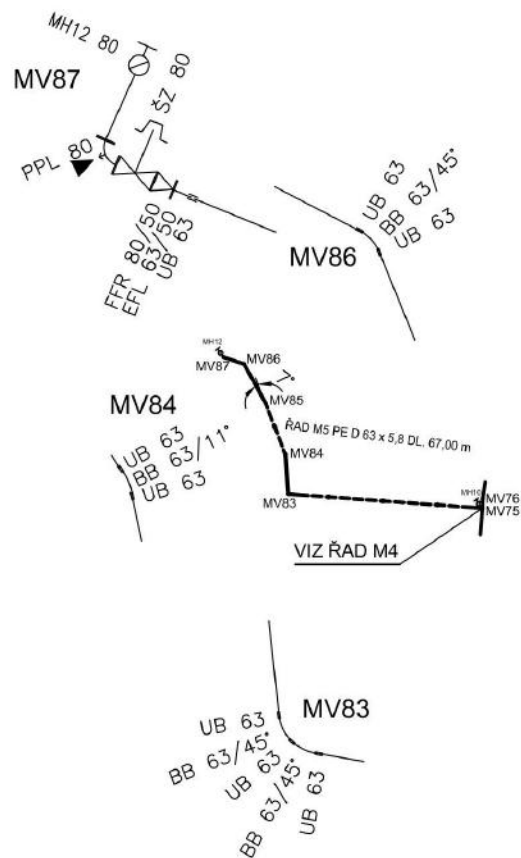 MH12 80
MV87
ŠZ 80
PPL 80
FFR 80/50
EFL 63/50
UB 63
UB 63
BB 63/45°
UB 63
MV86
MH12
MV87
MV86
7°
MV85
MV84
UB 63
BB 63/11°
UB 63
ŘAD M5 PE D 63 x 5,8 DL. 67,00 m
MV84
MV83
MH10
MV76
MV75
VIZ ŘAD M4
MV83
UB 63
BB 63/45°
UB 63
BB 63/45°
UB 63